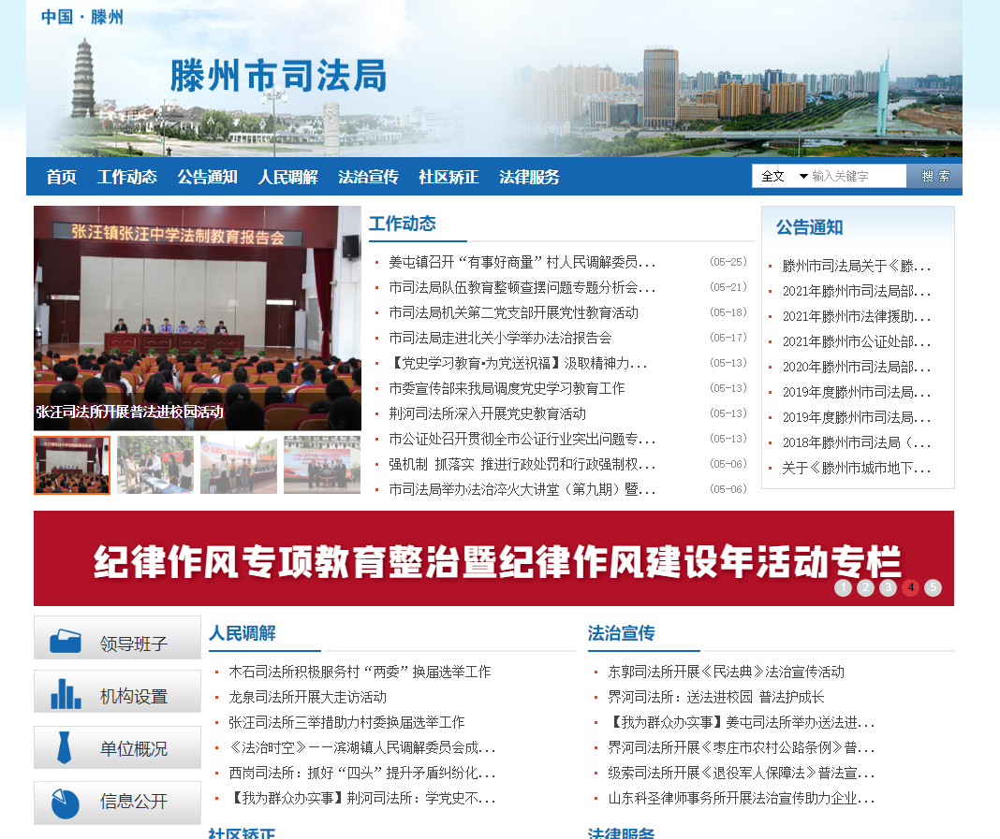 中国·滕州
滕州市司法局
首页 工作动态 公告通知 人民调解 法治宣传 社区矫正 法律服务
全文 输入关键字 搜 索
张汪镇张汪中学法制教育报告会
张汪司法所开展普法进校园活动
工作动态
姜屯镇召开“有事好商量”村人民调解委员... (05-25)
市司法局队伍教育整顿查摆问题专题分析会... (05-21)
市司法局机关第二党支部开展党性教育活动 (05-18)
市司法局走进北关小学举办法治报告会 (05-17)
【党史学习教育•为党送祝福】汲取精神力... (05-13)
市委宣传部来我局调度党史学习教育工作 (05-13)
荆河司法所深入开展党史教育活动 (05-13)
市公证处召开贯彻全市公证行业突出问题专... (05-13)
强机制 抓落实 推进行政处罚和行政强制权... (05-06)
市司法局举办法治淬火大讲堂（第九期）暨... (05-06)
公告通知
滕州市司法局关于《滕...
2021年滕州市司法局部...
2021年滕州市法律援助...
2021年滕州市公证处部...
2020年滕州市司法局部...
2019年度滕州市司法局...
2019年度滕州市司法局...
2018年滕州市司法局（...
关于《滕州市城市地下...
纪律作风专项教育整治暨纪律作风建设年活动专栏
1 2 3 4 5
领导班子
机构设置
单位概况
信息公开
人民调解
木石司法所积极服务村“两委”换届选举工作
龙泉司法所开展大走访活动
张汪司法所三举措助力村委换届选举工作
《法治时空》——滨湖镇人民调解委员会成...
西岗司法所：抓好“四头”提升矛盾纠纷化...
【我为群众办实事】荆河司法所：学党史不...
法治宣传
东郭司法所开展《民法典》法治宣传活动
界河司法所：送法进校园 普法护成长
【我为群众办实事】姜屯司法所举办送法进...
界河司法所开展《枣庄市农村公路条例》普...
级索司法所开展《退役军人保障法》普法宣...
山东科圣律师事务所开展法治宣传助力企业...
社区矫正
法律服务